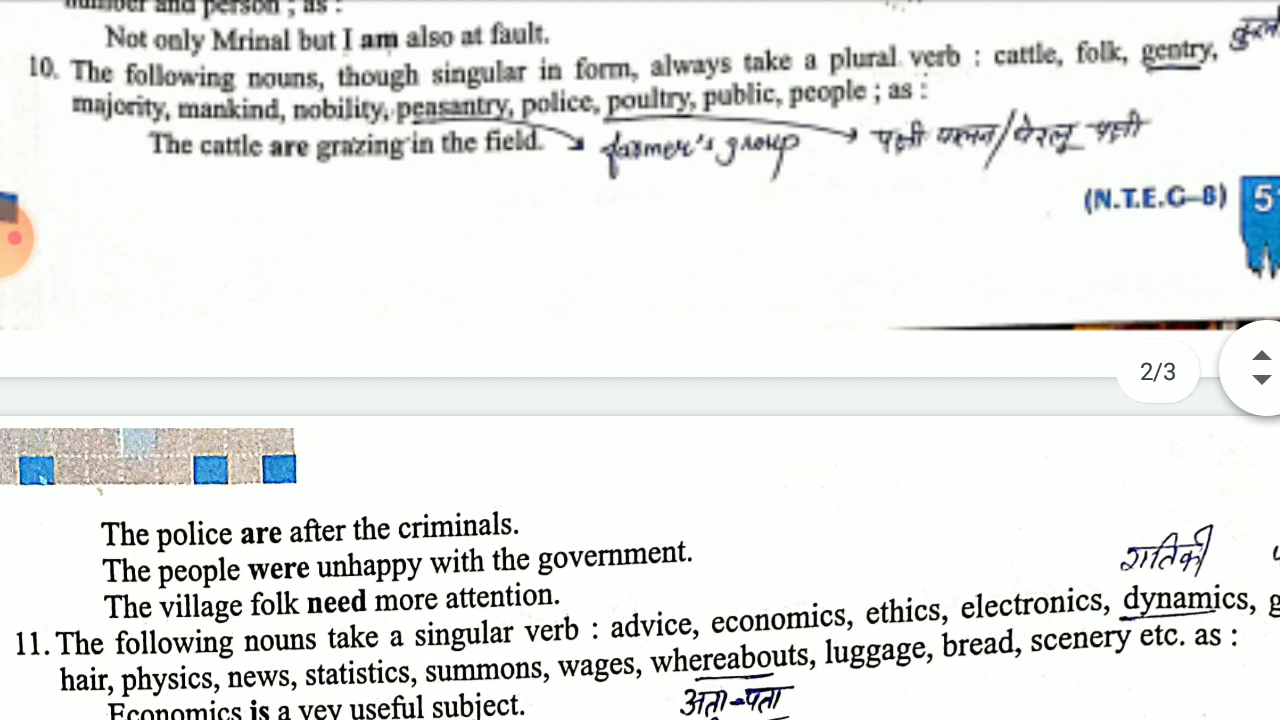 number and person ; as :
Not only Mrinal but I am also at fault.
10. The following nouns, though singular in form, always take a plural verb : cattle, folk, gentry,
majority, mankind, nobility, peasantry, police, poultry, public, people ; as :
The cattle are grazing in the field. farmer's group पक्षी पालन/घरेलू पक्षी
(N.T.E.G–8) 5
2/3
The police are after the criminals.
The people were unhappy with the government.
The village folk need more attention.
गतिकी
11. The following nouns take a singular verb : advice, economics, ethics, electronics, dynamics, g
hair, physics, news, statistics, summons, wages, whereabouts, luggage, bread, scenery etc. as :
Economics is a vey useful subject. अता-पता